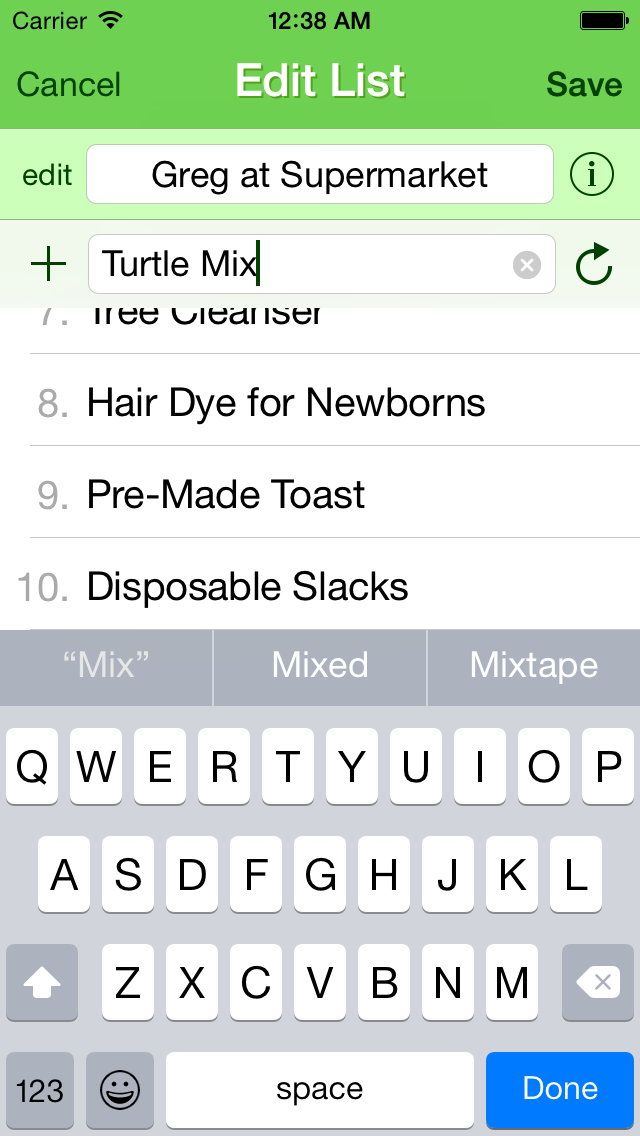 Carrier 12:38 AM
Cancel Edit List Save
edit Greg at Supermarket i
Turtle Mix
7. Tree Cleanser
8. Hair Dye for Newborns
9. Pre-Made Toast
10. Disposable Slacks
“Mix” Mixed Mixtape
Q W E R T Y U I O P
A S D F G H J K L
Z X C V B N M
123 space Done